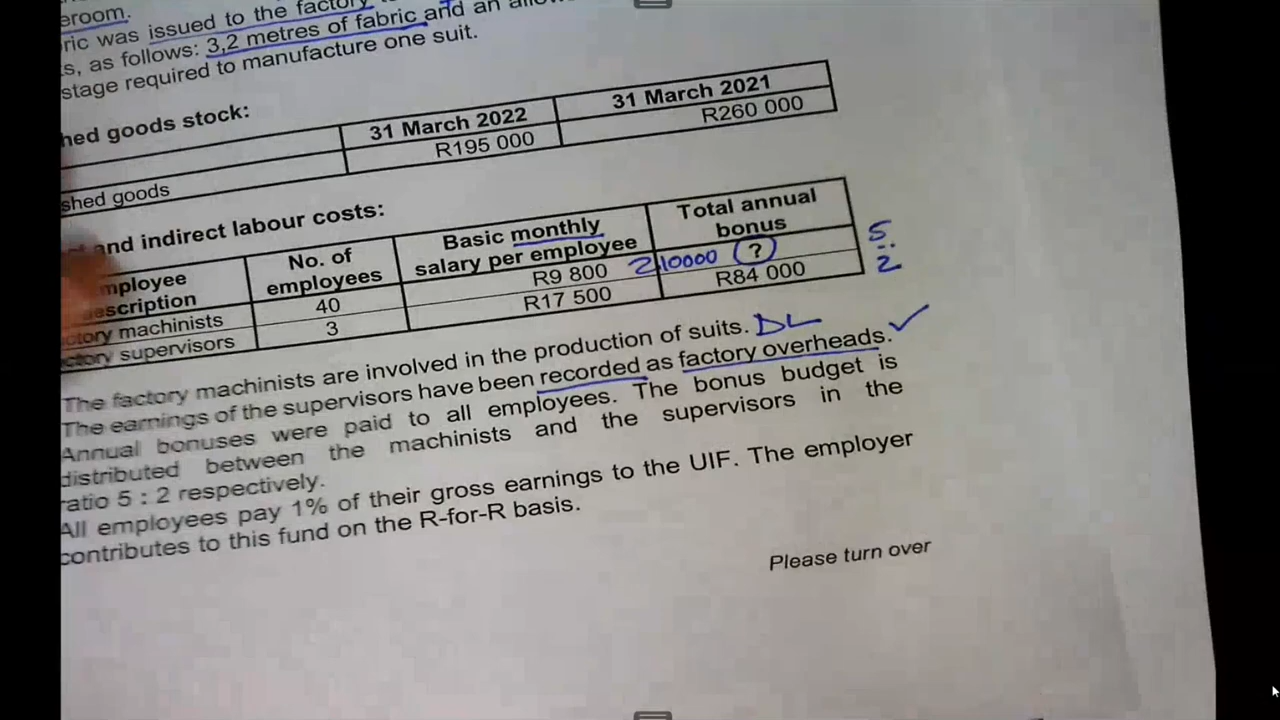 eroom.
ric was issued to the factory
s, as follows: 3,2 metres of fabric and an
stage required to manufacture one suit.
hed goods stock:
31 March 2022 31 March 2021
shed goods R195 000 R260 000
and indirect labour costs:
mployee description No. of employees Basic monthly salary per employee Total annual bonus
ctory machinists 40 R9 800 210000 ? 5
ctory supervisors 3 R17 500 R84 000 2
The factory machinists are involved in the production of suits. DL
The earnings of the supervisors have been recorded as factory overheads. ✓
Annual bonuses were paid to all employees. The bonus budget is
distributed between the machinists and the supervisors in the
ratio 5 : 2 respectively.
All employees pay 1% of their gross earnings to the UIF. The employer
contributes to this fund on the R-for-R basis.
Please turn over